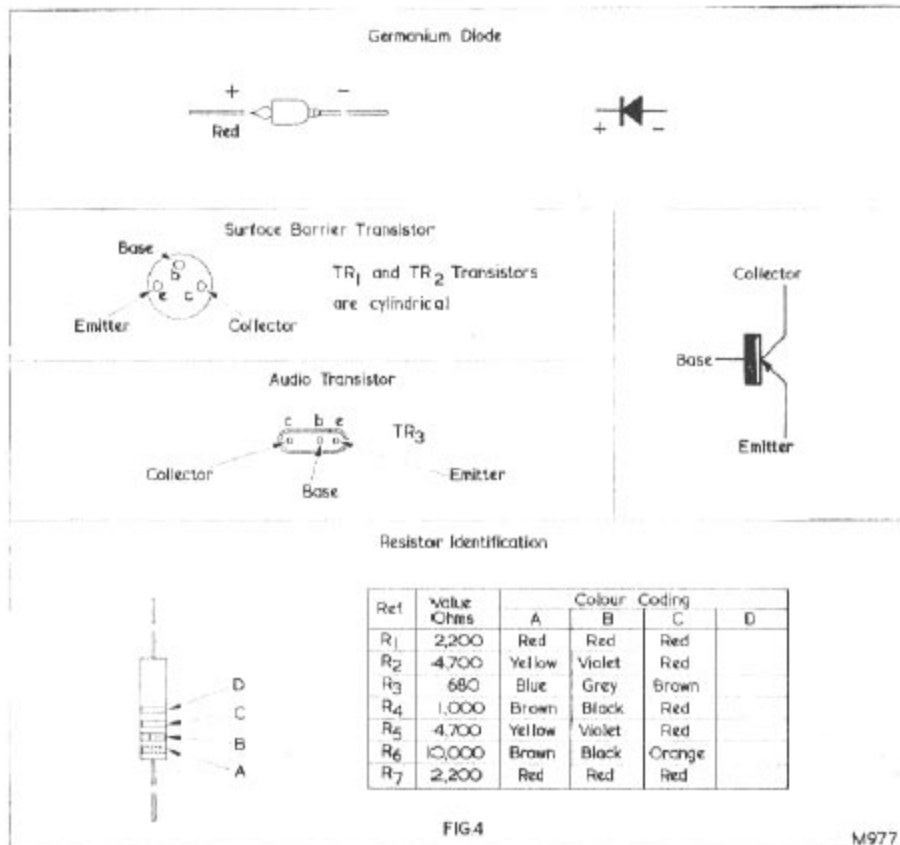 Germanium Diode
+ -
Red
+ -
Surface Barrier Transistor
Base
b
e c
Emitter Collector
TR1 and TR2 Transistors
are cylindrical
Audio Transistor
c b e
TR3
Collector
Base
Emitter
Collector
Base
Emitter
Resistor Identification
D
C
B
A
Ref Value Ohms Colour Coding
A B C D
R1 2,200 Red Red Red
R2 4,700 Yellow Violet Red
R3 680 Blue Grey Brown
R4 1,000 Brown Black Red
R5 4,700 Yellow Violet Red
R6 10,000 Brown Black Orange
R7 2,200 Red Red Red
FIG.4
M977